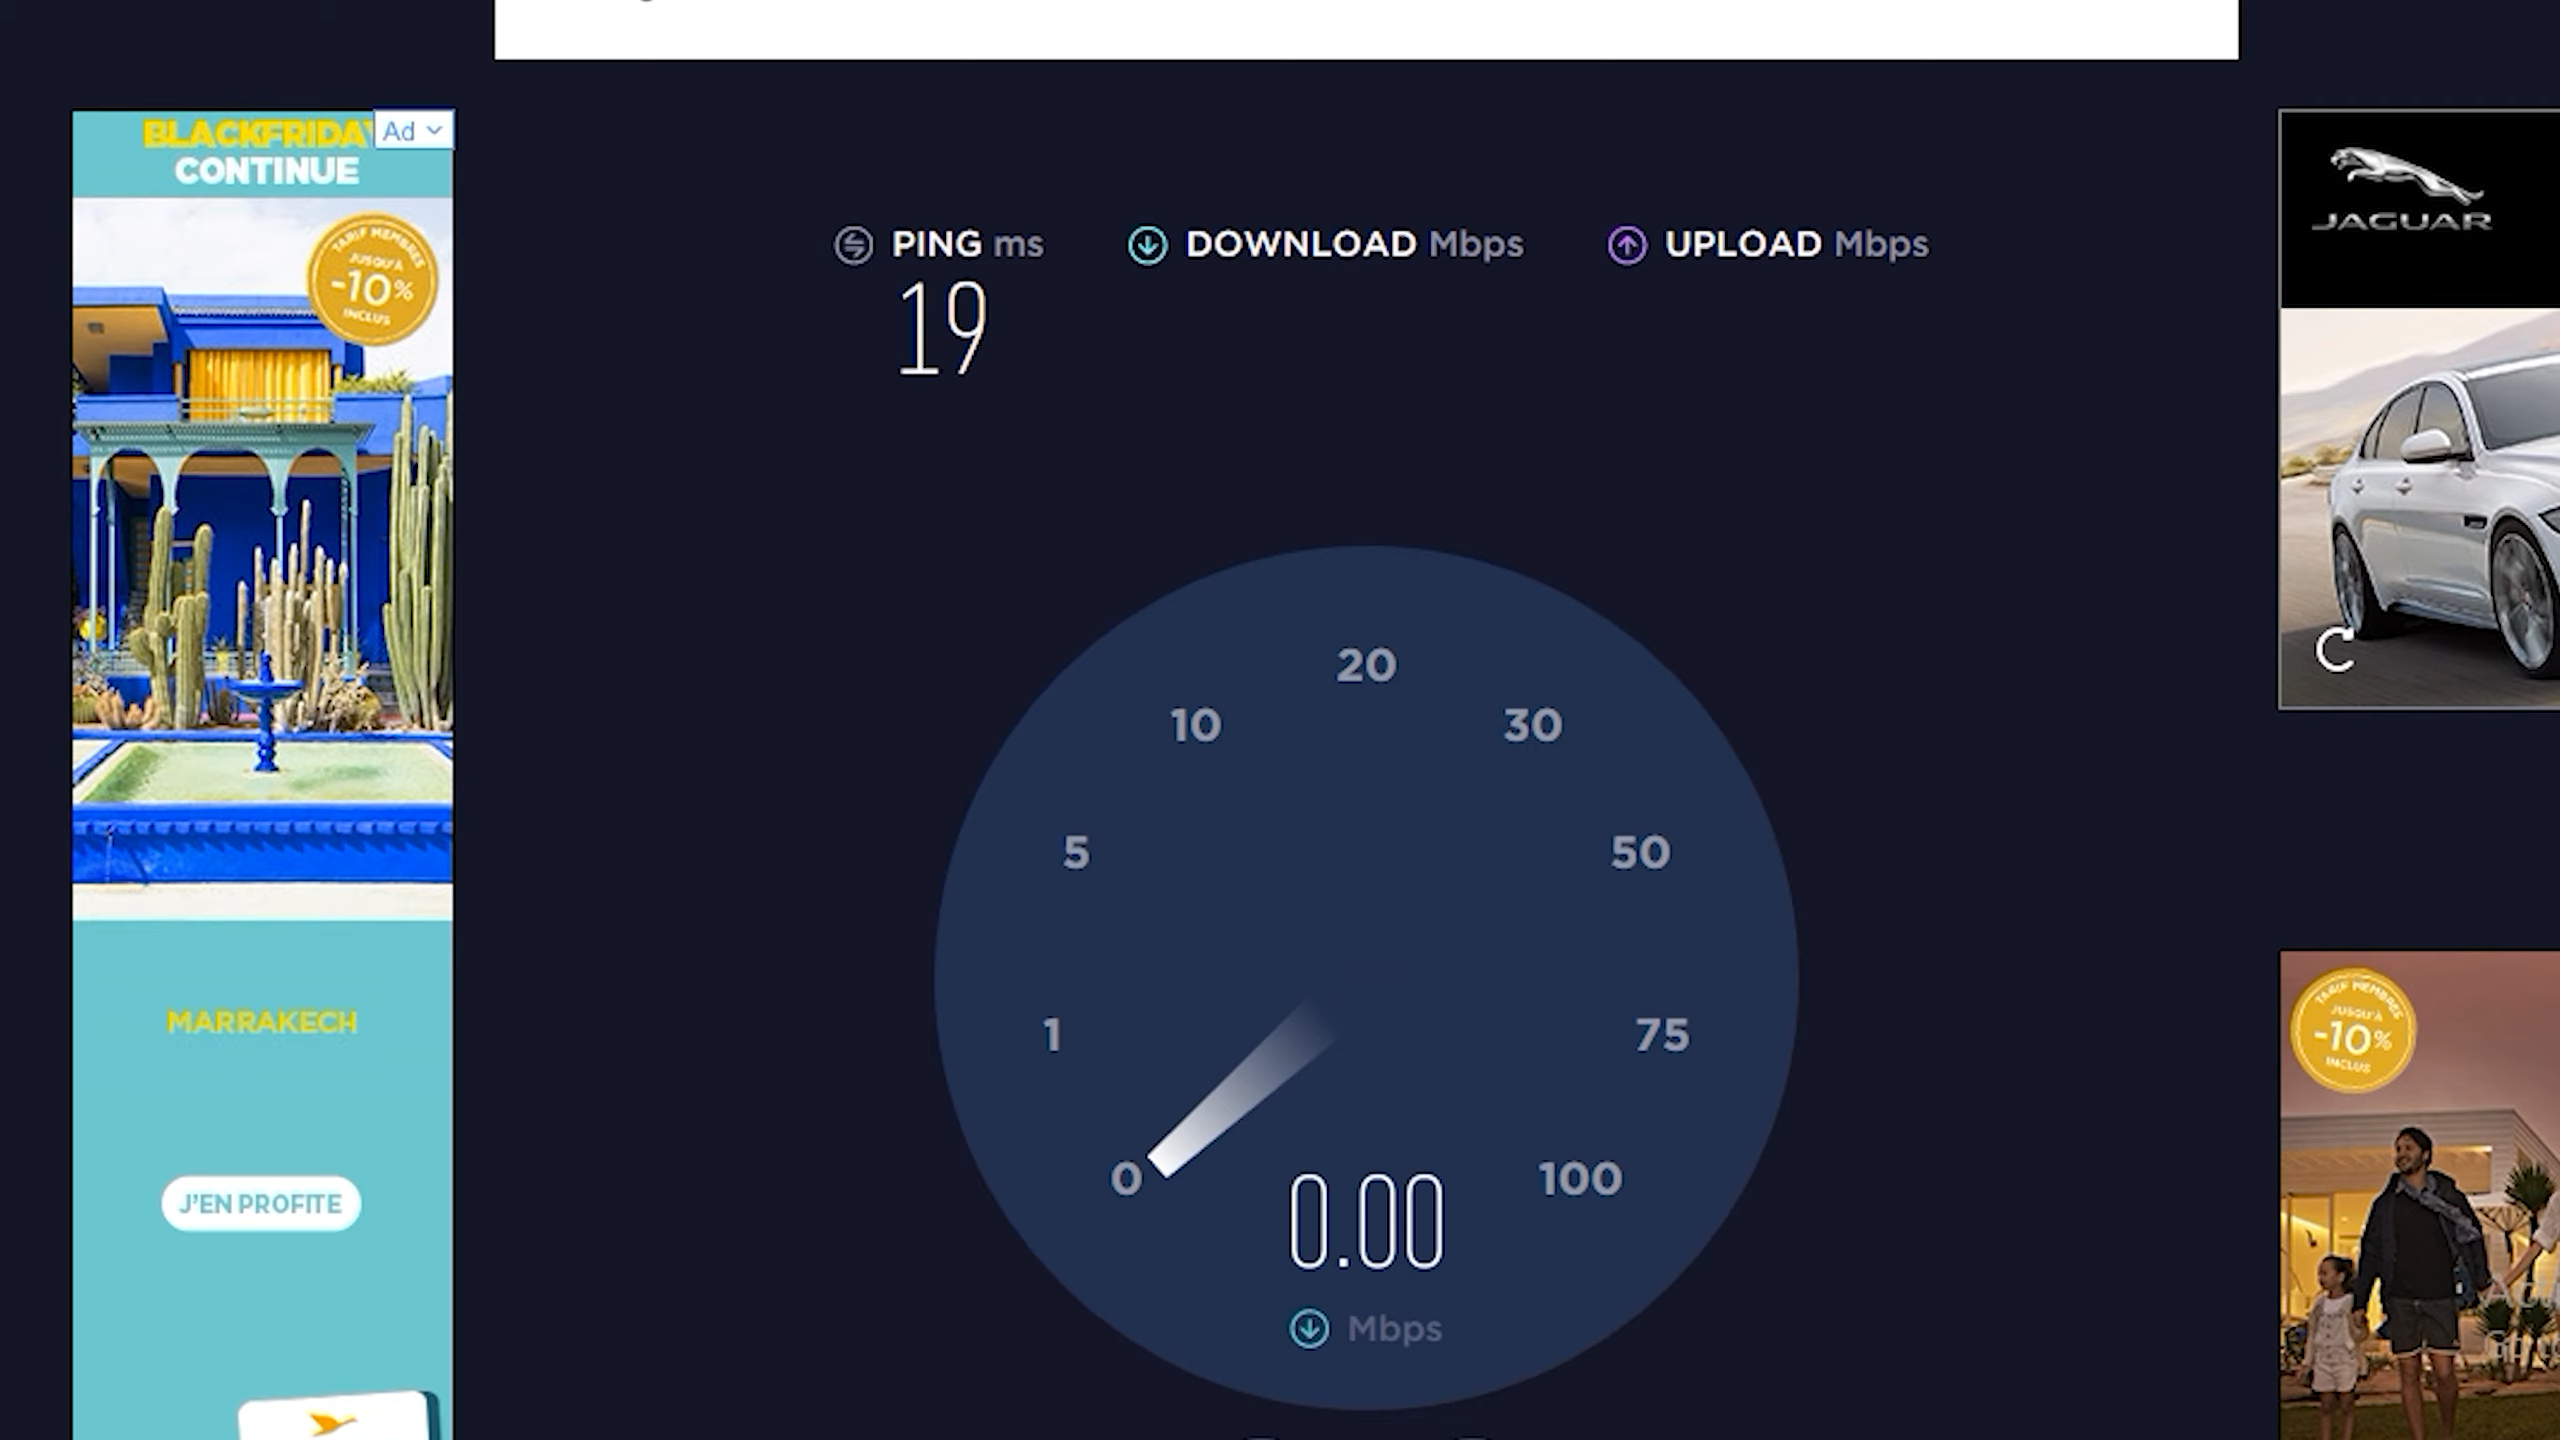 BLACKFRIDAY
Ad
CONTINUE
TARIF MEMBRES
JUSQU'À
-10%
INCLUS
JAGUAR
PING ms
DOWNLOAD Mbps
UPLOAD Mbps
19
20
10
30
5
50
1
75
0
100
0.00
Mbps
MARRAKECH
J'EN PROFITE
TARIF MEMBRES
JUSQU'À
-10%
INCLUS